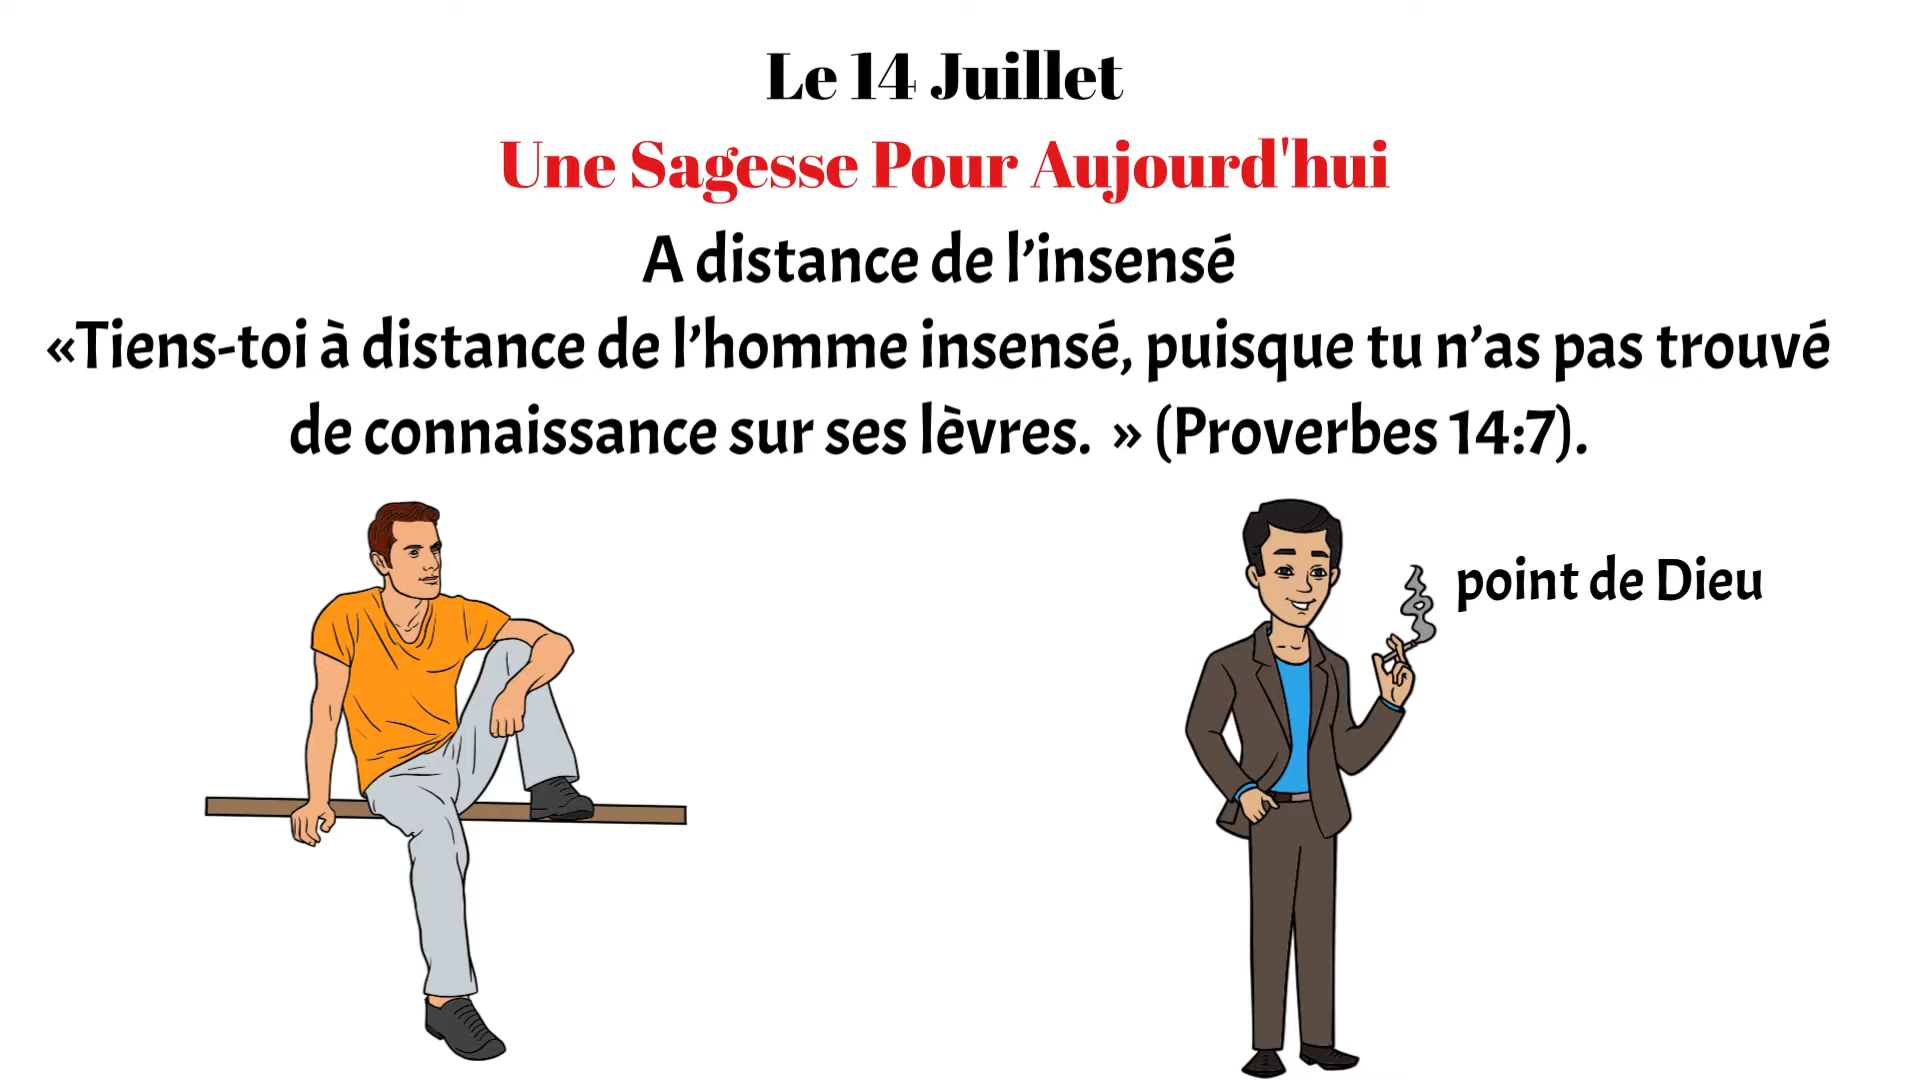 Le 14 Juillet
Une Sagesse Pour Aujourd'hui
A distance de l’insensé
«Tiens-toi à distance de l’homme insensé, puisque tu n’as pas trouvé
de connaissance sur ses lèvres.  » (Proverbes 14:7).
point de Dieu